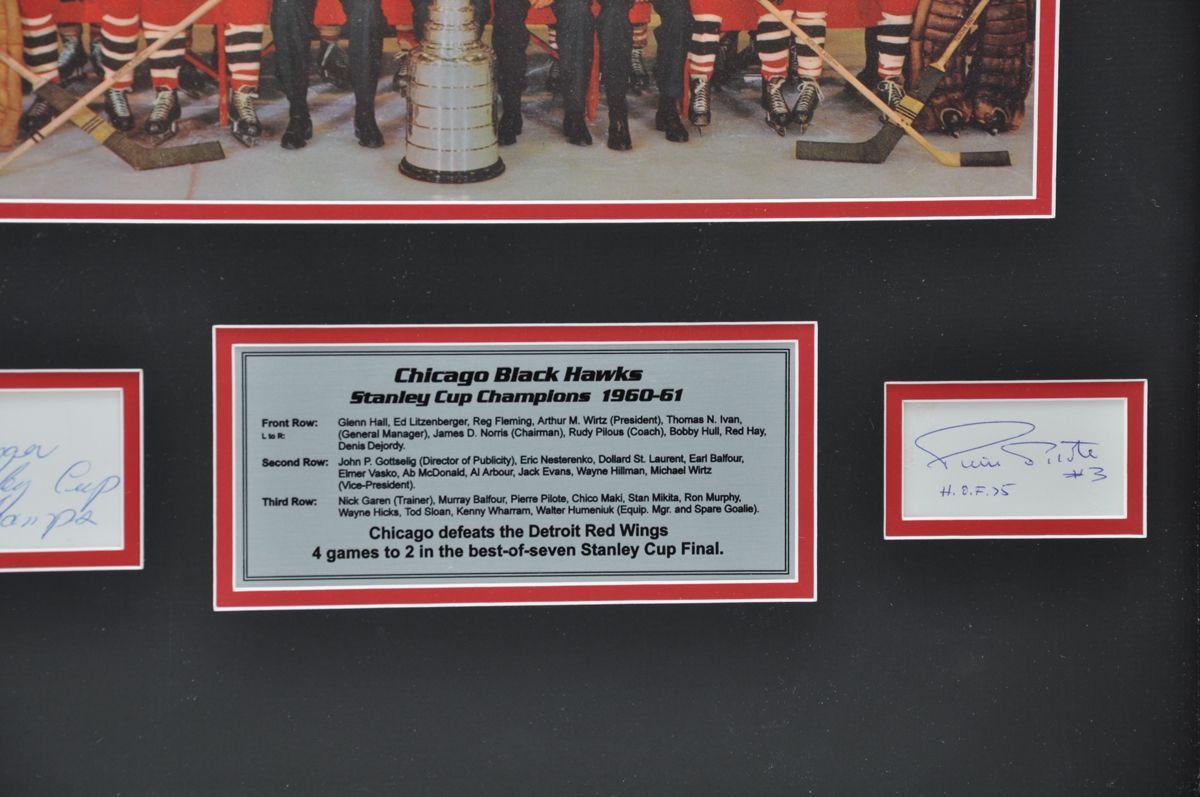 Chicago Black Hawks
Stanley Cup Champions 1960-61
Front Row: Glenn Hall, Ed Litzenberger, Reg Fleming, Arthur M. Wirtz (President), Thomas N. Ivan,
L to R: (General Manager), James D. Norris (Chairman), Rudy Pilous (Coach), Bobby Hull, Red Hay,
Denis Dejordy.
Second Row: John P. Gottselig (Director of Publicity), Eric Nesterenko, Dollard St. Laurent, Earl Balfour,
Elmer Vasko, Ab McDonald, Al Arbour, Jack Evans, Wayne Hillman, Michael Wirtz
(Vice-President).
Third Row: Nick Garen (Trainer), Murray Balfour, Pierre Pilote, Chico Maki, Stan Mikita, Ron Murphy,
Wayne Hicks, Tod Sloan, Kenny Wharram, Walter Humeniuk (Equip. Mgr. and Spare Goalie).
Chicago defeats the Detroit Red Wings
4 games to 2 in the best-of-seven Stanley Cup Final.
Cup
Pierre Pilote
#3
H.O.F. 75